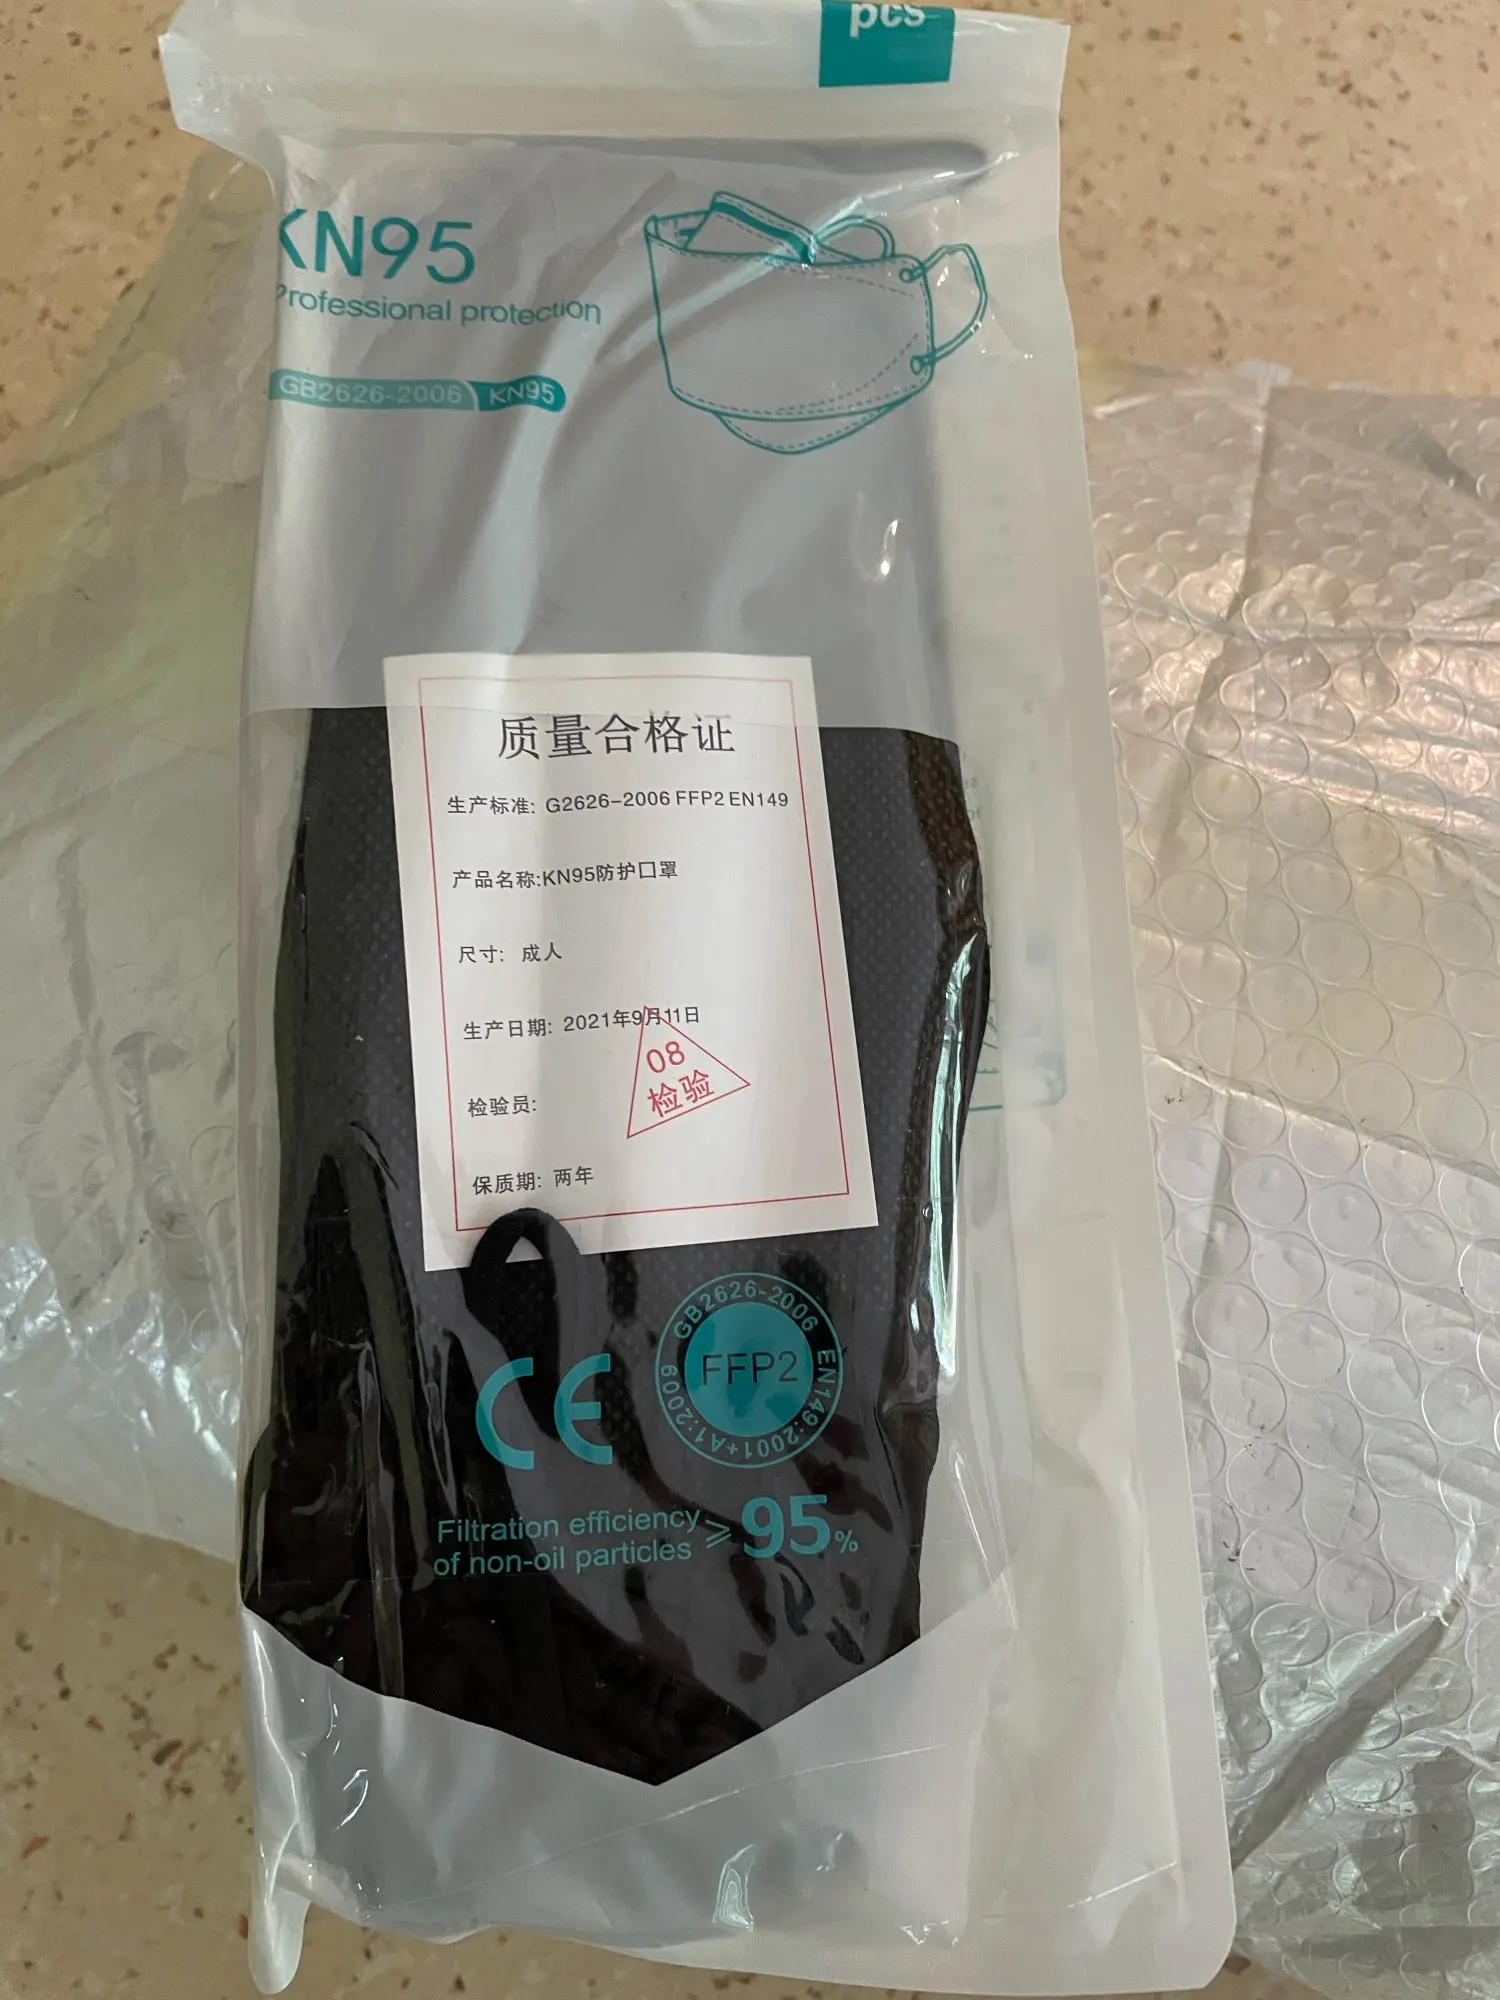 pcs
KN95
Professional protection
GB2626-2006 KN95
质量合格证
生产标准: G2626-2006 FFP2 EN149
产品名称:KN95防护口罩
尺寸: 成人
生产日期: 2021年9月11日
检验员:
08
检验
保质期: 两年
CE
GB2626-2006 EN149:2001+A1:2009
FFP2
Filtration efficiency
of non-oil particles ≥ 95%